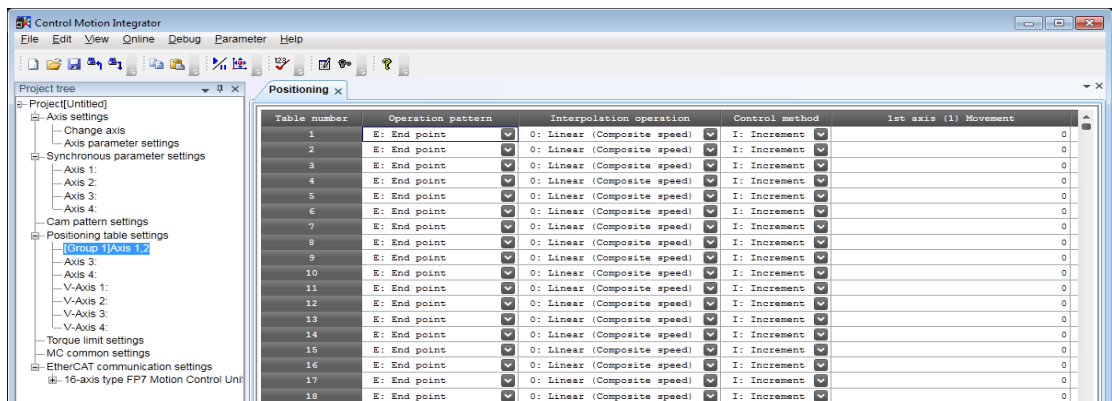 Control Motion Integrator
File Edit View Online Debug Parameter Help
Project tree
Project[Untitled]
Axis settings
Change axis
Axis parameter settings
Synchronous parameter settings
Axis 1:
Axis 2:
Axis 3:
Axis 4:
Cam pattern settings
Positioning table settings
[Group 1]Axis 1,2
Axis 3:
Axis 4:
V-Axis 1:
V-Axis 2:
V-Axis 3:
V-Axis 4:
Torque limit settings
MC common settings
EtherCAT communication settings
16-axis type FP7 Motion Control Uni
Positioning
Table number Operation pattern Interpolation operation Control method 1st axis (1) Movement
1 E: End point 0: Linear (Composite speed) I: Increment 0
2 E: End point 0: Linear (Composite speed) I: Increment 0
3 E: End point 0: Linear (Composite speed) I: Increment 0
4 E: End point 0: Linear (Composite speed) I: Increment 0
5 E: End point 0: Linear (Composite speed) I: Increment 0
6 E: End point 0: Linear (Composite speed) I: Increment 0
7 E: End point 0: Linear (Composite speed) I: Increment 0
8 E: End point 0: Linear (Composite speed) I: Increment 0
9 E: End point 0: Linear (Composite speed) I: Increment 0
10 E: End point 0: Linear (Composite speed) I: Increment 0
11 E: End point 0: Linear (Composite speed) I: Increment 0
12 E: End point 0: Linear (Composite speed) I: Increment 0
13 E: End point 0: Linear (Composite speed) I: Increment 0
14 E: End point 0: Linear (Composite speed) I: Increment 0
15 E: End point 0: Linear (Composite speed) I: Increment 0
16 E: End point 0: Linear (Composite speed) I: Increment 0
17 E: End point 0: Linear (Composite speed) I: Increment 0
18 E: End point 0: Linear (Composite speed) I: Increment 0